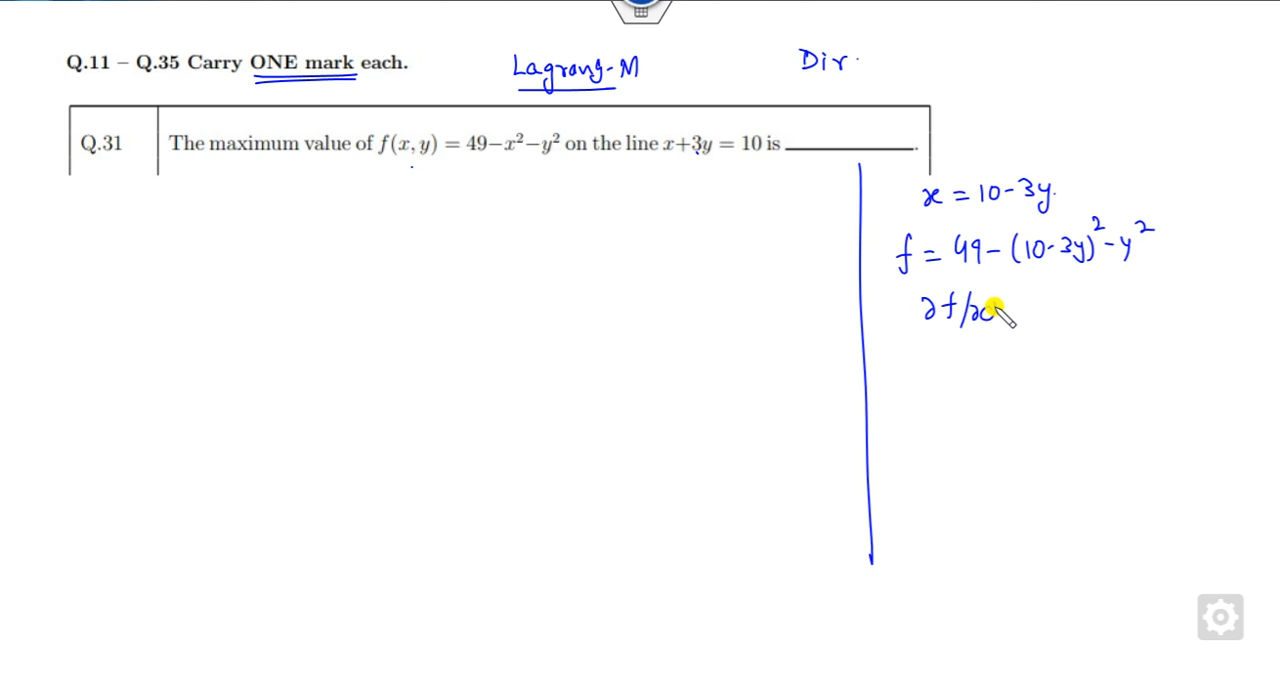 Q.11 – Q.35 Carry ONE mark each.
Lagrang-M
Dir.
Q.31 The maximum value of f(x, y) = 49−x²−y² on the line x+3y = 10 is ____________.
x = 10-3y.
f = 49-(10-3y)²-y²
∂f/∂